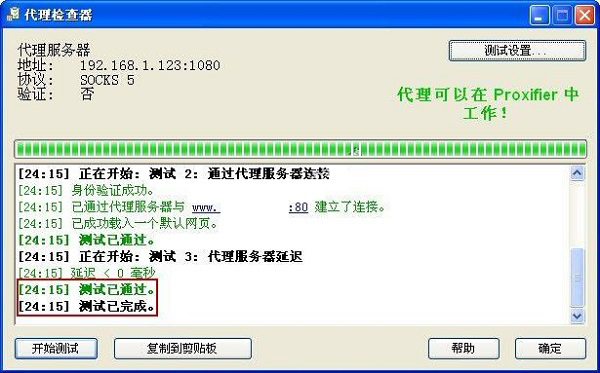 代理检查器
代理服务器
地址: 192.168.1.123:1080
协议: SOCKS 5
验证: 否
测试设置...
代理可以在 Proxifier 中
工作!
[24:15] 正在开始: 测试 2: 通过代理服务器连接
[24:15] 身份验证成功。
[24:15] 已通过代理服务器与 www. :80 建立了连接。
[24:15] 已成功载入一个默认网页。
[24:15] 测试已通过。
[24:15] 正在开始: 测试 3: 代理服务器延迟
[24:15] 延迟 < 0 毫秒
[24:15] 测试已通过。
[24:15] 测试已完成。
开始测试
复制到剪贴板
帮助
确定